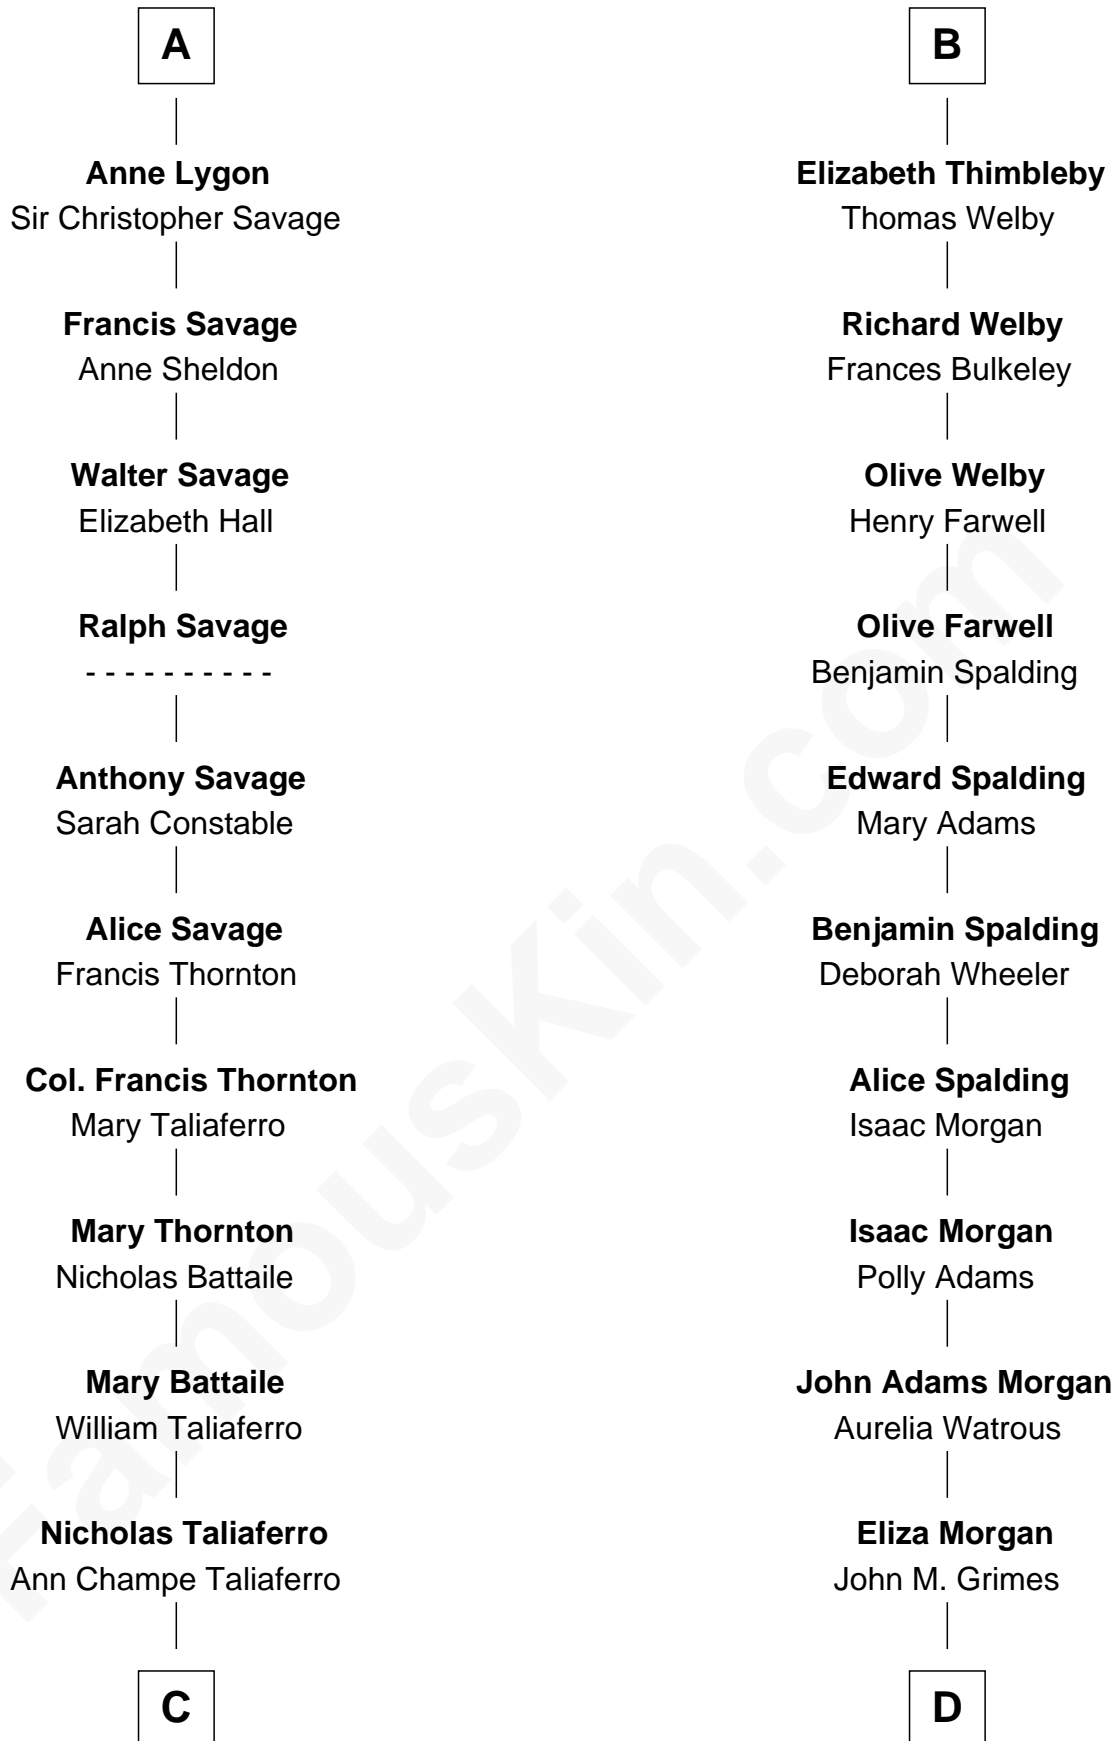 A
Anne Lygon
Sir Christopher Savage
Francis Savage
Anne Sheldon
Walter Savage
Elizabeth Hall
Ralph Savage
- - - - - - - - - -
Anthony Savage
Sarah Constable
Alice Savage
Francis Thornton
Col. Francis Thornton
Mary Taliaferro
Mary Thornton
Nicholas Battaile
Mary Battaile
William Taliaferro
Nicholas Taliaferro
Ann Champe Taliaferro
C
B
Elizabeth Thimbleby
Thomas Welby
Richard Welby
Frances Bulkeley
Olive Welby
Henry Farwell
Olive Farwell
Benjamin Spalding
Edward Spalding
Mary Adams
Benjamin Spalding
Deborah Wheeler
Alice Spalding
Isaac Morgan
Isaac Morgan
Polly Adams
John Adams Morgan
Aurelia Watrous
Eliza Morgan
John M. Grimes
D
FamousKin.com